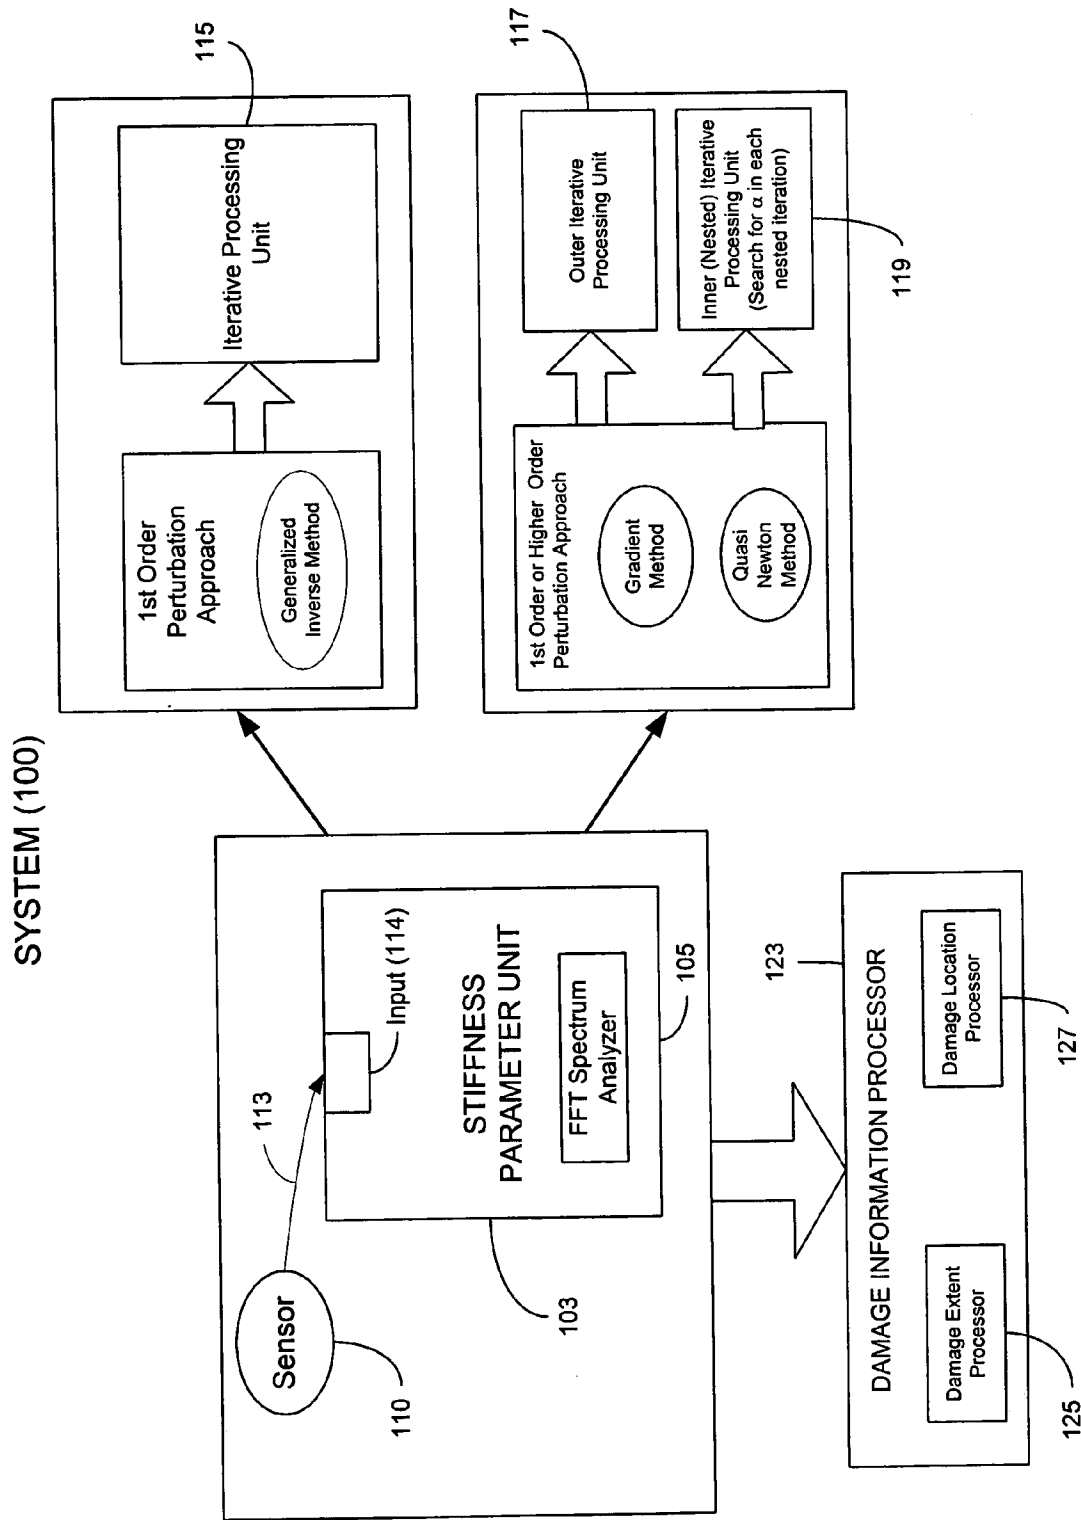 SYSTEM (100)
Sensor
110
113
Input (114)
STIFFNESS
PARAMETER UNIT
FFT Spectrum
Analyzer
103
105
1st Order
Perturbation
Approach
Generalized
Inverse Method
Iterative Processing
Unit
115
1st Order or Higher Order
Perturbation Approach
Gradient
Method
Quasi
Newton
Method
Outer Iterative
Processing Unit
117
Inner (Nested) Iterative
Processing Unit
(Search for α in each
nested iteration)
119
DAMAGE INFORMATION PROCESSOR
123
Damage Extent
Processor
125
Damage Location
Processor
127